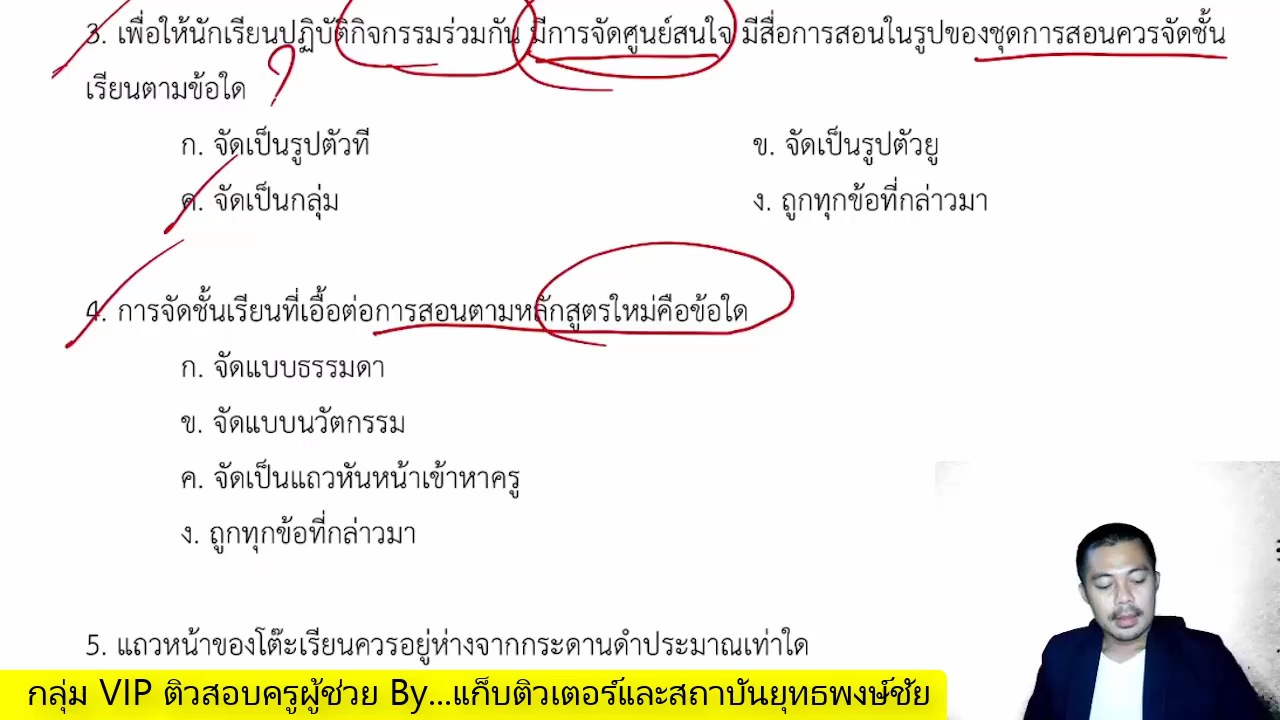 3. เพื่อให้นักเรียนปฏิบัติกิจกรรมร่วมกัน มีการจัดศูนย์สนใจ มีสื่อการสอนในรูปของชุดการสอนควรจัดชั้น
เรียนตามข้อใด ?
ก. จัดเป็นรูปตัวที
ข. จัดเป็นรูปตัวยู
ค. จัดเป็นกลุ่ม
ง. ถูกทุกข้อที่กล่าวมา
4. การจัดชั้นเรียนที่เอื้อต่อการสอนตามหลักสูตรใหม่คือข้อใด
ก. จัดแบบธรรมดา
ข. จัดแบบนวัตกรรม
ค. จัดเป็นแถวหันหน้าเข้าหาครู
ง. ถูกทุกข้อที่กล่าวมา
5. แถวหน้าของโต๊ะเรียนควรอยู่ห่างจากกระดานดำประมาณเท่าใด
กลุ่ม VIP ติวสอบครูผู้ช่วย By...แก็บติวเตอร์และสถาบันยุทธพงษ์ชัย